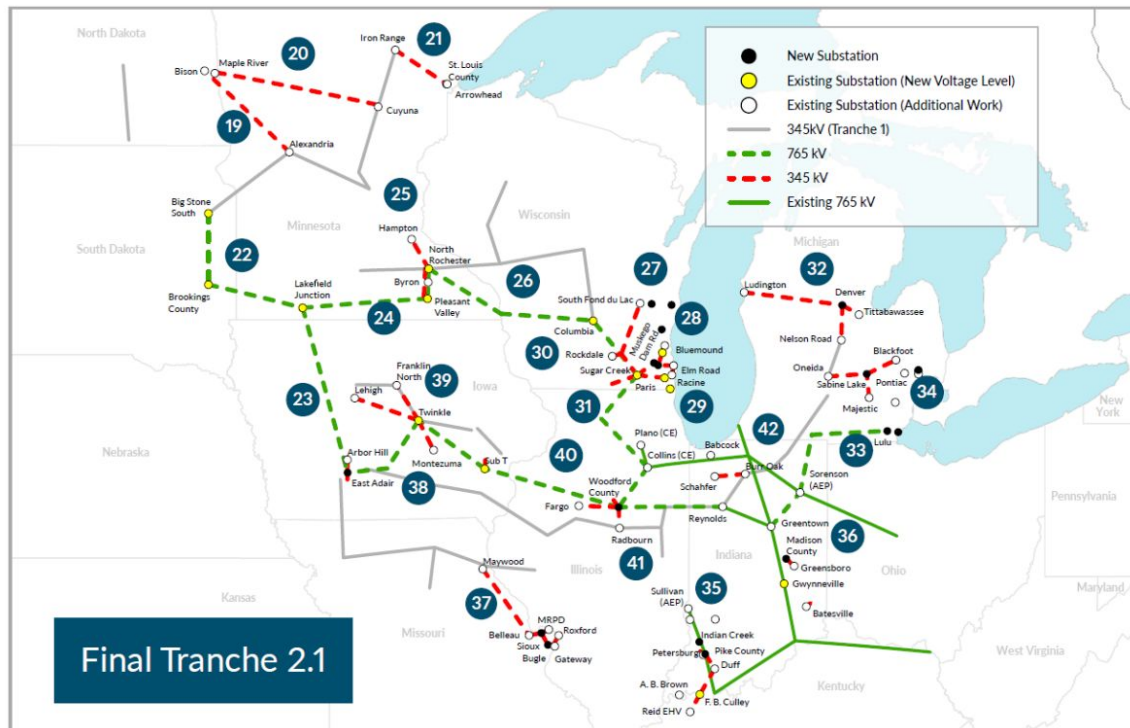 North Dakota
20
Iron Range
21
Bison
Maple River
St. Louis
County
Arrowhead
Cuyuna
19
Alexandria
New Substation
Existing Substation (New Voltage Level)
Existing Substation (Additional Work)
345kV (Tranche 1)
765 kV
345 kV
Existing 765 kV
Big Stone
South
25
Minnesota
Hampton
Wisconsin
South Dakota
22
North
Rochester
Byron
Brookings
County
Lakefield
Junction
24
Pleasant
Valley
26
27
South Fond du Lac
Columbia
28
Muskego
Dam Rd
Bluemound
30
Rockdale
Sugar Creek
Elm Road
Paris
Racine
29
31
Michigan
32
Ludington
Denver
Tittabawassee
Nelson Road
Blackfoot
Oneida
Sabine Lake
Pontiac
34
Majestic
New
York
Franklin
North
39
Lehigh
Iowa
Twinkle
23
Nebraska
Arbor Hill
Montezuma
East Adair
38
Sub T
40
Plano (CE)
Collins (CE)
Babcock
42
Burr Oak
Schahfer
Lulu
33
Sorenson
(AEP)
Pennsylvania
Woodford
County
Fargo
Radbourn
Reynolds
Greentown
41
Illinois
Indiana
Madison
County
36
Greensboro
Ohio
Gwynneville
Batesville
Maryland
Maywood
37
Kansas
Missouri
MRPD
Belleau
Roxford
Sioux
Bugle
Gateway
Sullivan
(AEP)
35
Indian Creek
Petersburg
Pike County
Duff
A. B. Brown
F. B. Culley
Reid EHV
Kentucky
West Virginia
Final Tranche 2.1